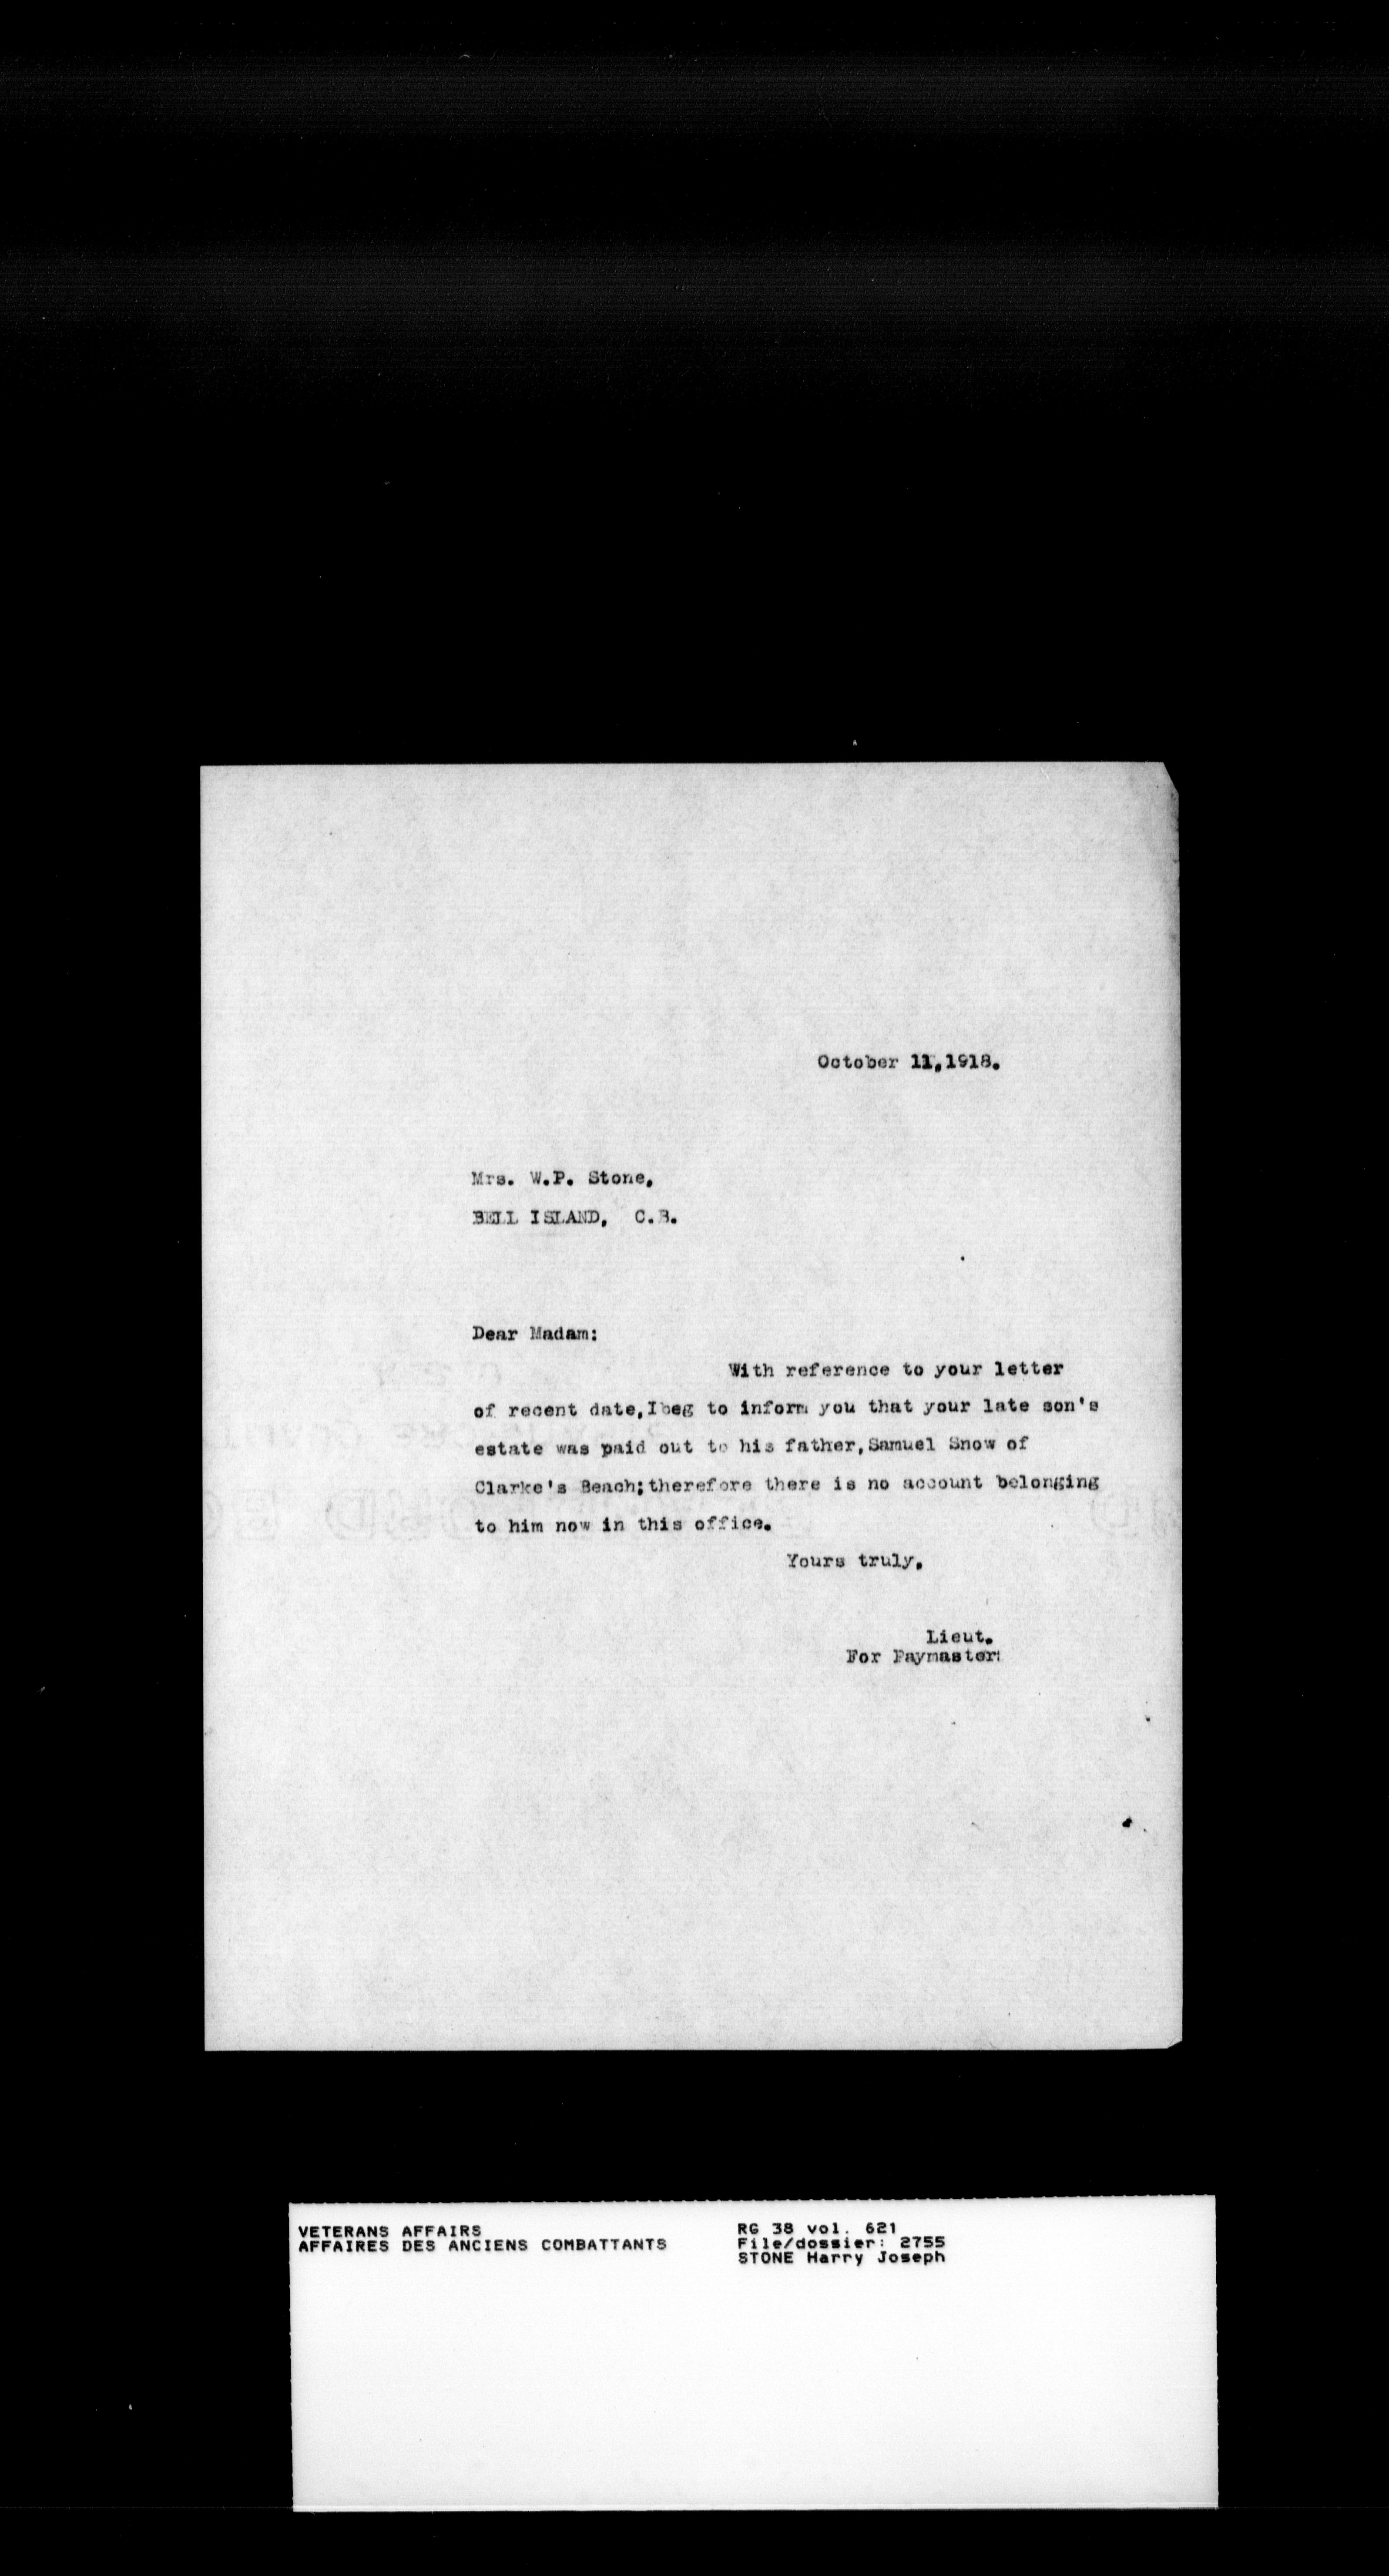 October 11,1918.
Mrs. W.P. Stone,
BELL ISLAND, C.B.
Dear Madam:
With reference to your letter
of recent date,I beg to inform you that your late son's
estate was paid out to his father,Samuel Snow of
Clarke's Beach;therefore there is no account belonging
to him now in this office.
Yours truly,
Lieut.
For Paymaster.
VETERANS AFFAIRS
AFFAIRES DES ANCIENS COMBATTANTS
RG 38 vol. 621
File/dossier: 2755
STONE Harry Joseph